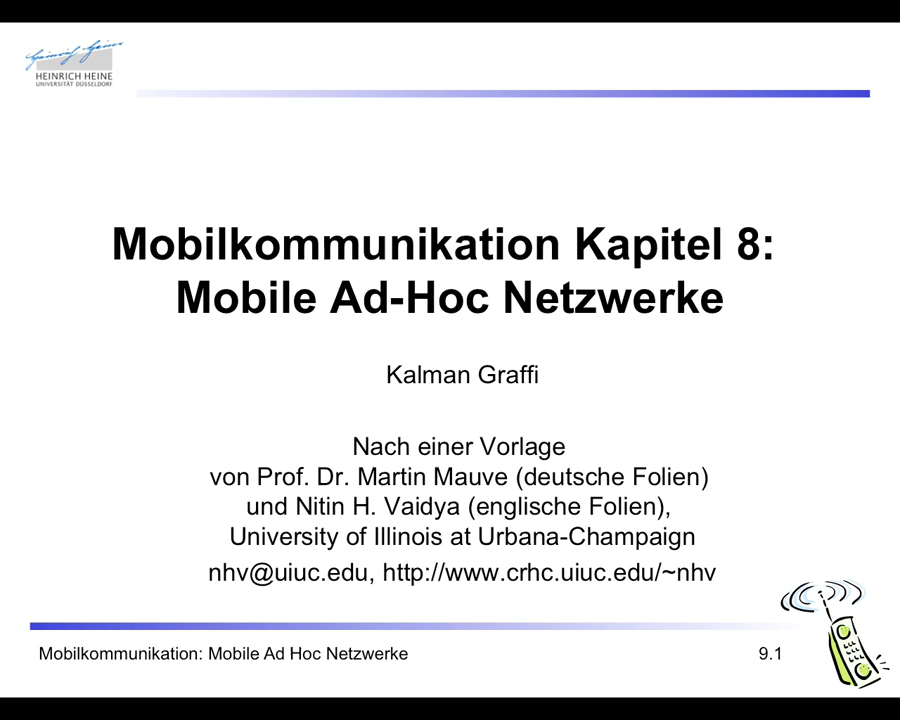 Heinrich Heine
HEINRICH HEINE
UNIVERSITÄT DÜSSELDORF
Mobilkommunikation Kapitel 8:
Mobile Ad-Hoc Netzwerke
Kalman Graffi
Nach einer Vorlage
von Prof. Dr. Martin Mauve (deutsche Folien)
und Nitin H. Vaidya (englische Folien),
University of Illinois at Urbana-Champaign
nhv@uiuc.edu, http://www.crhc.uiuc.edu/~nhv
Mobilkommunikation: Mobile Ad Hoc Netzwerke
9.1